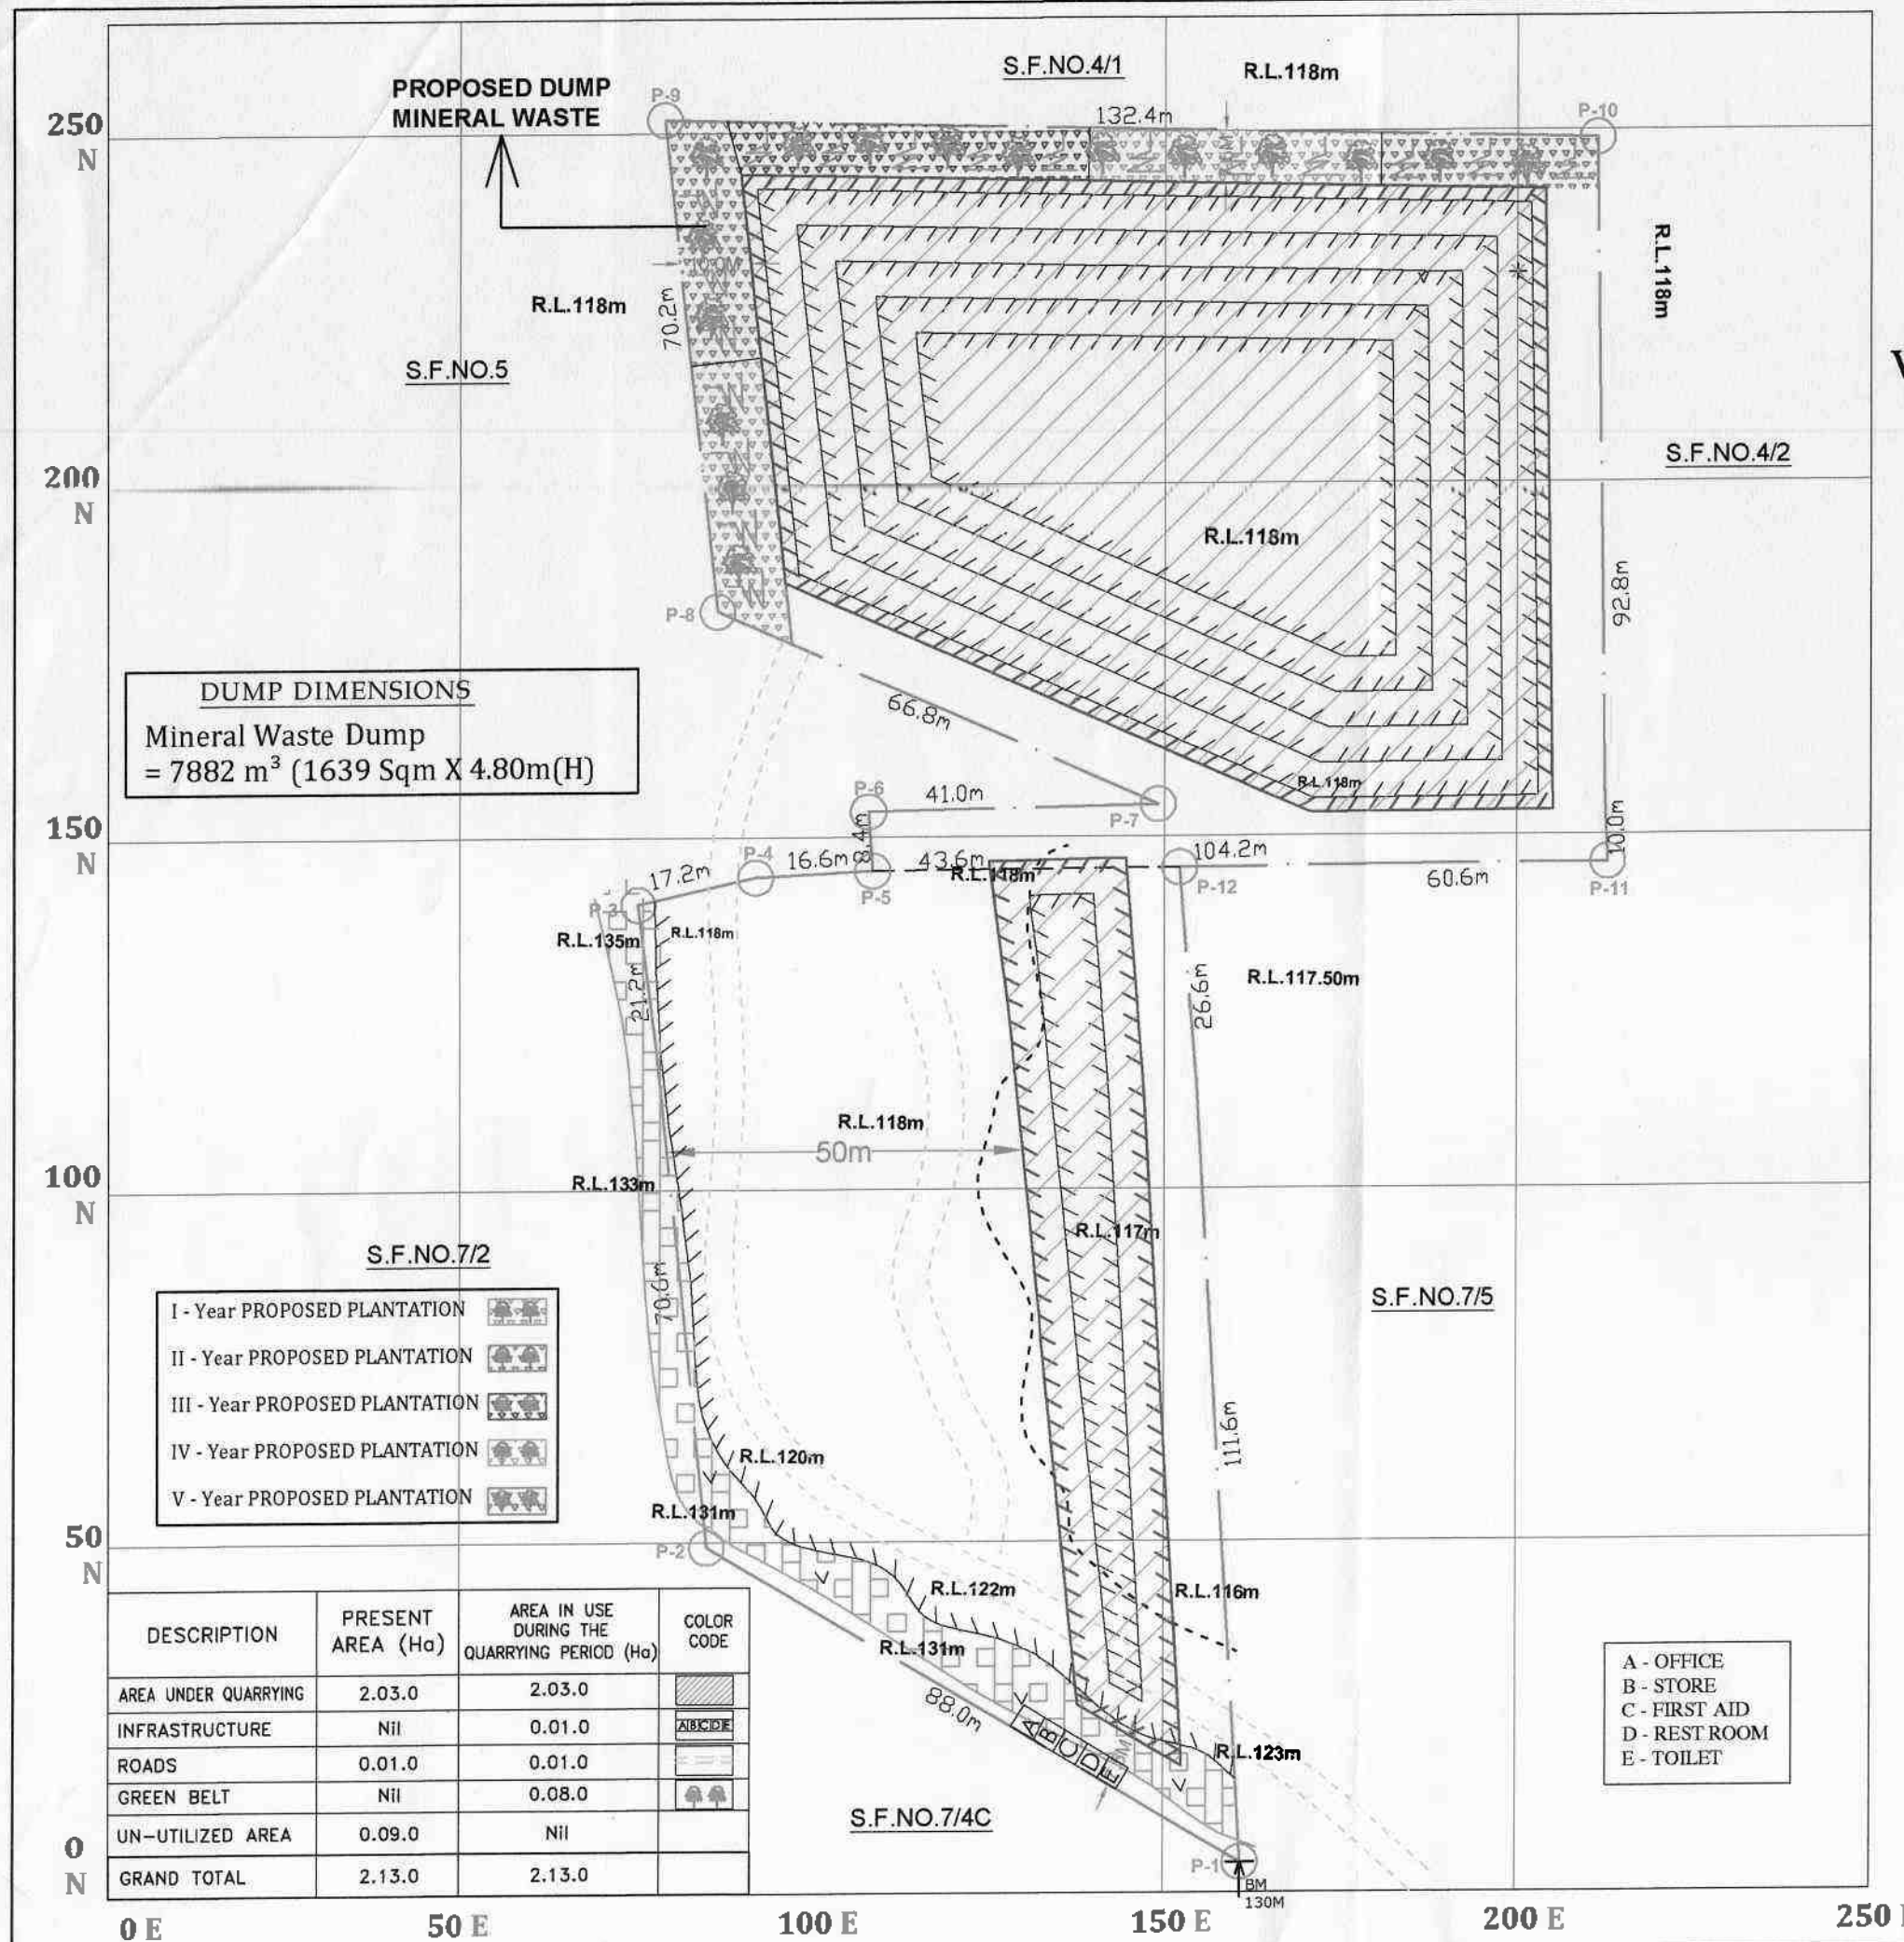 S.F.NO.4/1
R.L.118m
PROPOSED DUMP
MINERAL WASTE
P-9
132.4m
P-10
250
N
10.0M
R.L.118m
70.2m
R.L.118m
S.F.NO.5
S.F.NO.4/2
200
N
R.L.118m
92.8m
P-8
DUMP DIMENSIONS
Mineral Waste Dump
= 7882 m³ (1639 Sqm X 4.80m(H)
66.8m
R.L.118m
P-6
41.0m
P-7
150
N
8.4m
10.0m
17.2m
P-4
16.6m
43.6m
104.2m
R.L.118m
P-5
P-12
60.6m
P-11
P-3
R.L.135m
R.L.118m
21.2m
26.6m
R.L.117.50m
R.L.118m
50m
100
N
R.L.133m
R.L.117m
S.F.NO.7/2
70.6m
S.F.NO.7/5
I - Year PROPOSED PLANTATION
II - Year PROPOSED PLANTATION
III - Year PROPOSED PLANTATION
IV - Year PROPOSED PLANTATION
V - Year PROPOSED PLANTATION
111.6m
R.L.120m
R.L.131m
50
N
P-2
R.L.122m
R.L.116m
R.L.131m
88.0m
A B C D E
R.L.123m
S.F.NO.7/4C
P-1
BM
130M
DESCRIPTION
PRESENT
AREA (Ha)
AREA IN USE
DURING THE
QUARRYING PERIOD (Ha)
COLOR
CODE
AREA UNDER QUARRYING 2.03.0 2.03.0
INFRASTRUCTURE Nil 0.01.0 ABCDE
ROADS 0.01.0 0.01.0
GREEN BELT Nil 0.08.0
UN-UTILIZED AREA 0.09.0 Nil
GRAND TOTAL 2.13.0 2.13.0
A - OFFICE
B - STORE
C - FIRST AID
D - REST ROOM
E - TOILET
0
N
0 E
50 E
100 E
150 E
200 E
250